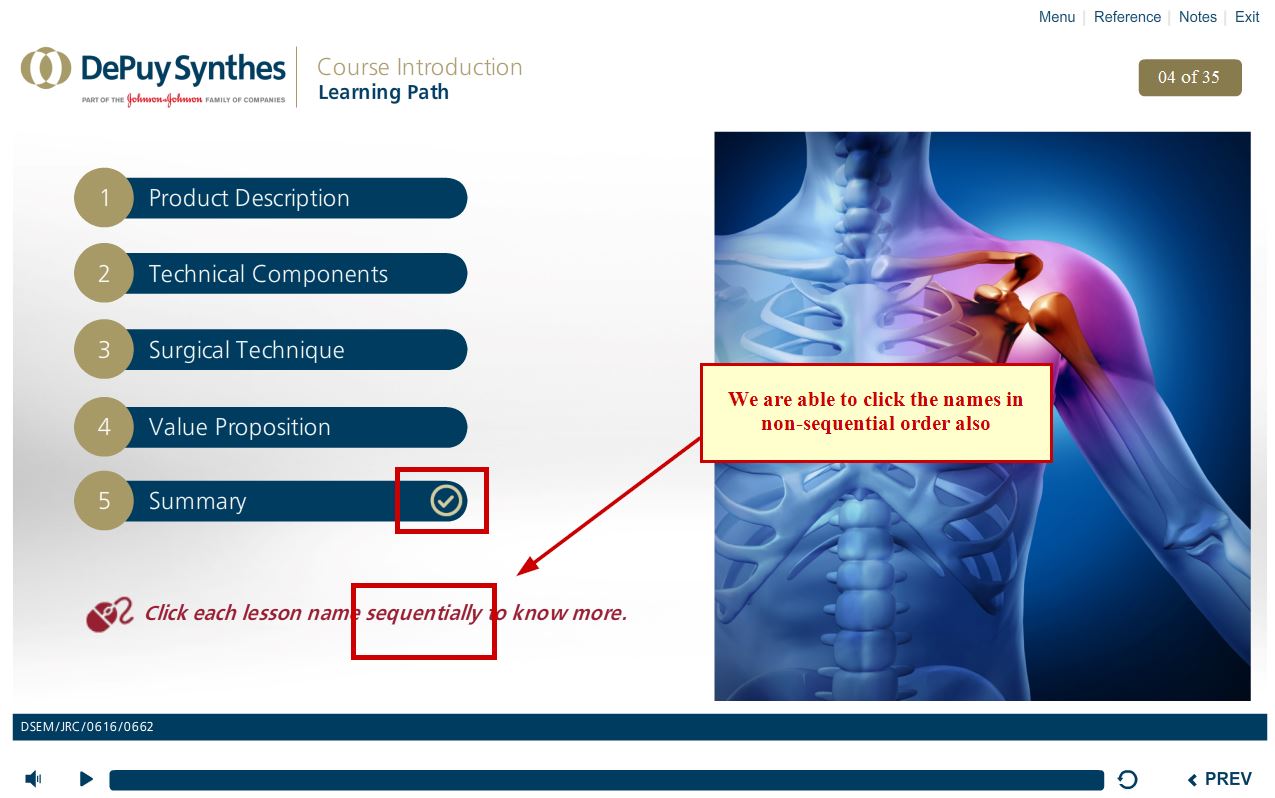 Menu | Reference | Notes | Exit
DePuy Synthes
PART OF THE Johnson & Johnson FAMILY OF COMPANIES
Course Introduction
Learning Path
04 of 35
1 Product Description
2 Technical Components
3 Surgical Technique
4 Value Proposition
5 Summary
We are able to click the names in
non-sequential order also
Click each lesson name sequentially to know more.
DSEM/JRC/0616/0662
PREV